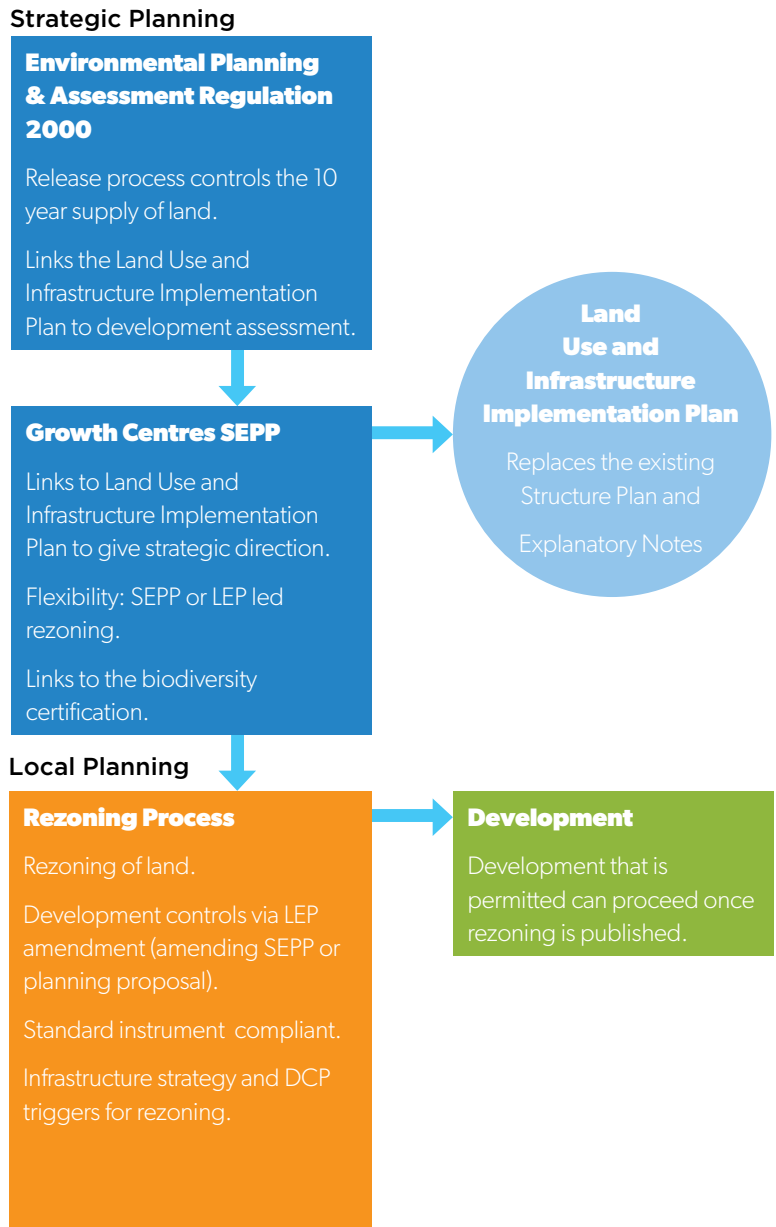 Strategic Planning
Environmental Planning
& Assessment Regulation
2000
Release process controls the 10
year supply of land.
Links the Land Use and
Infrastructure Implementation
Plan to development assessment.
Land
Use and
Infrastructure
Implementation Plan
Replaces the existing
Structure Plan and
Explanatory Notes
Growth Centres SEPP
Links to Land Use and
Infrastructure Implementation
Plan to give strategic direction.
Flexibility: SEPP or LEP led
rezoning.
Links to the biodiversity
certification.
Local Planning
Rezoning Process
Rezoning of land.
Development controls via LEP
amendment (amending SEPP or
planning proposal).
Standard instrument compliant.
Infrastructure strategy and DCP
triggers for rezoning.
Development
Development that is
permitted can proceed once
rezoning is published.